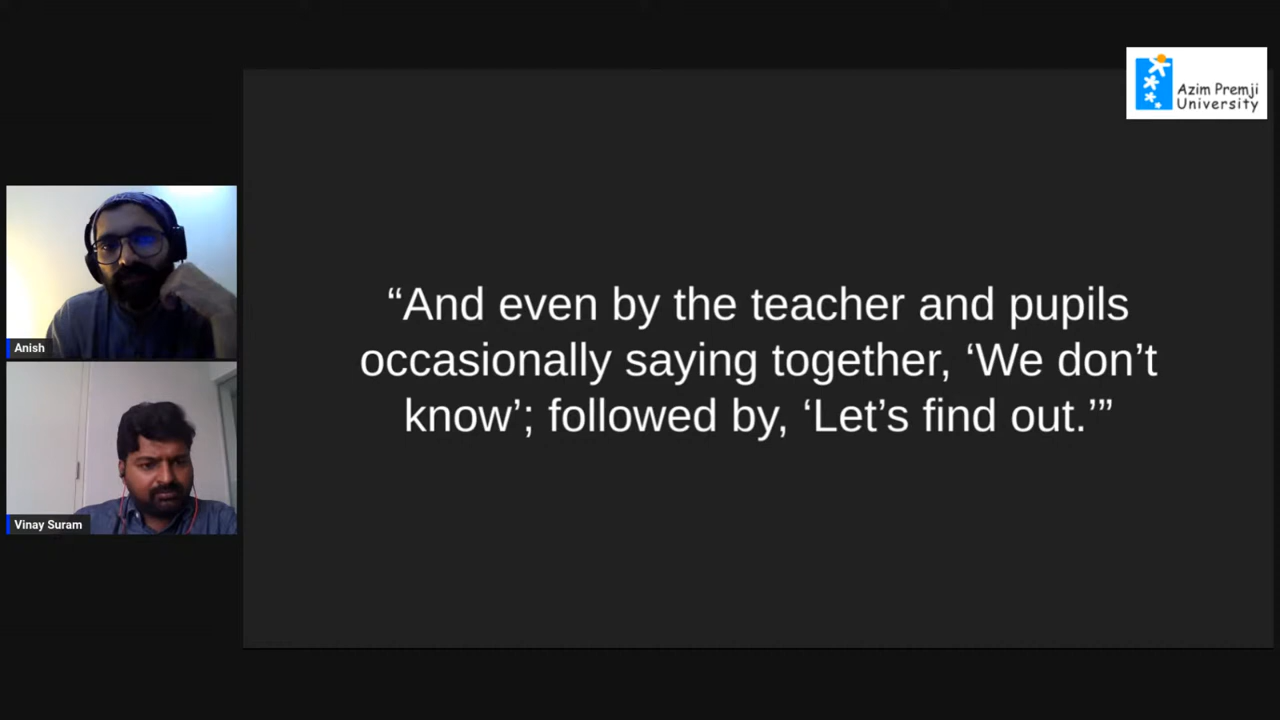 Azim Premji
University
Anish
Vinay Suram
“And even by the teacher and pupils
occasionally saying together, ‘We don’t
know’; followed by, ‘Let’s find out.’”